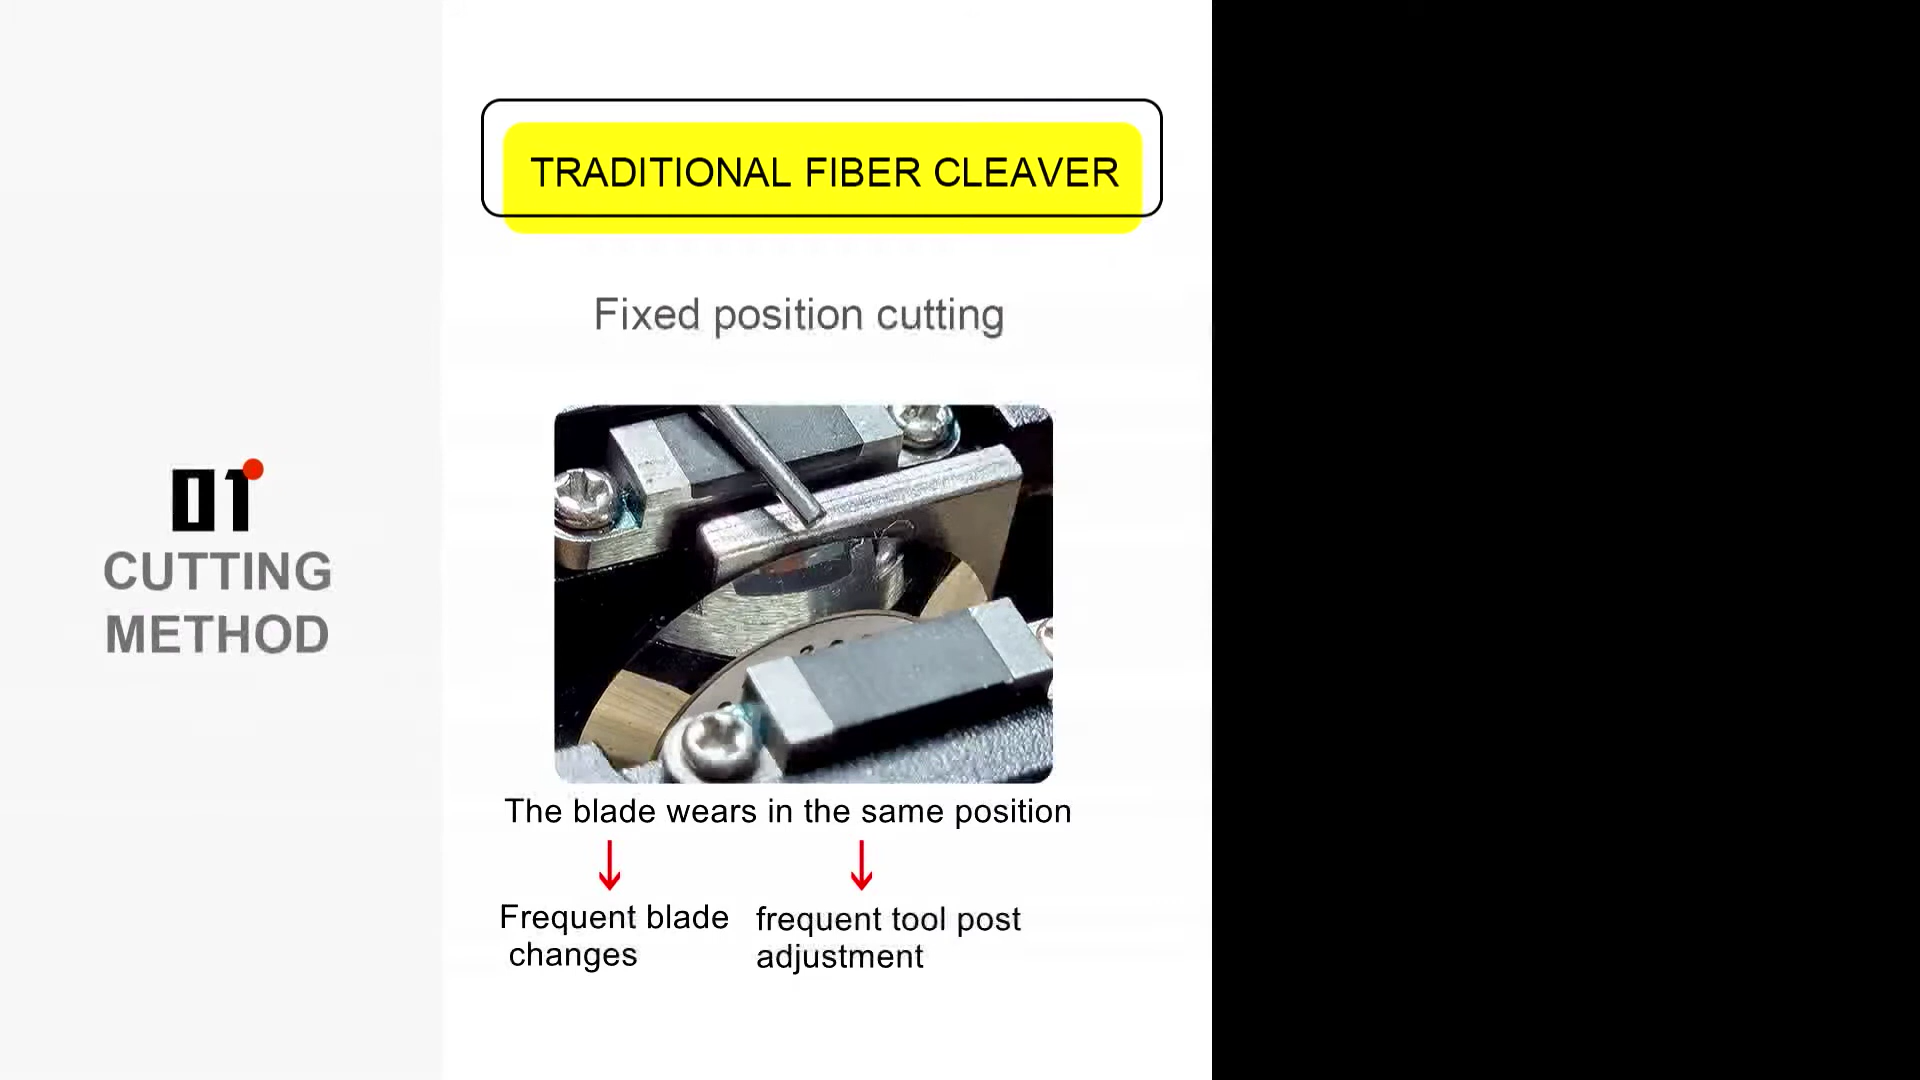 01
CUTTING
METHOD
TRADITIONAL FIBER CLEAVER
Fixed position cutting
The blade wears in the same position
Frequent blade
changes
frequent tool post
adjustment